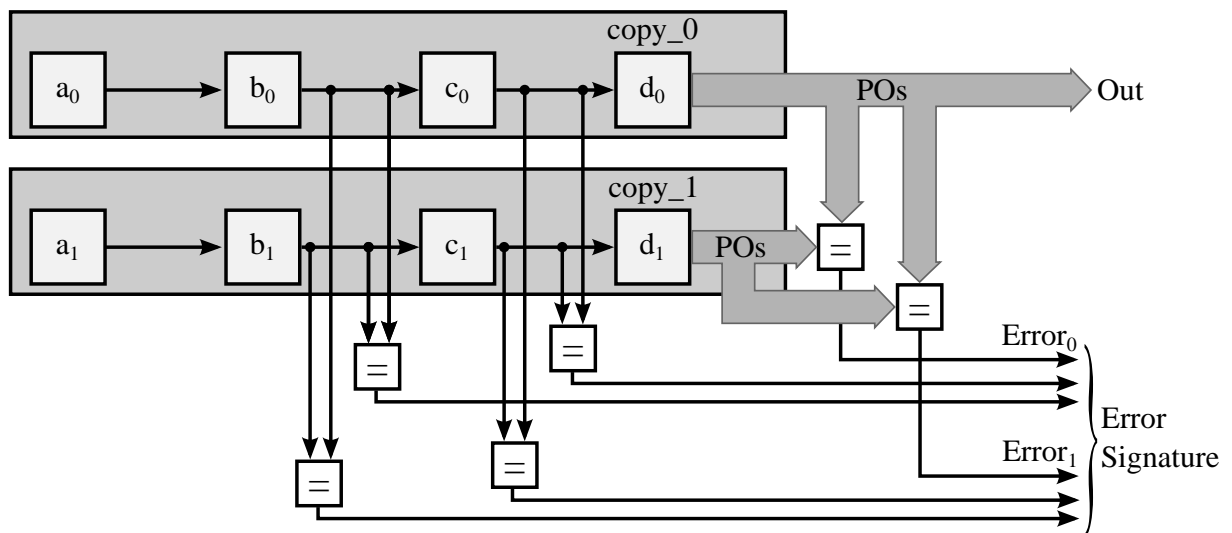 copy_0
a0
b0
c0
d0
POs
Out
copy_1
a1
b1
c1
d1
POs
=
=
=
=
=
=
Error0
Error1
Error
Signature